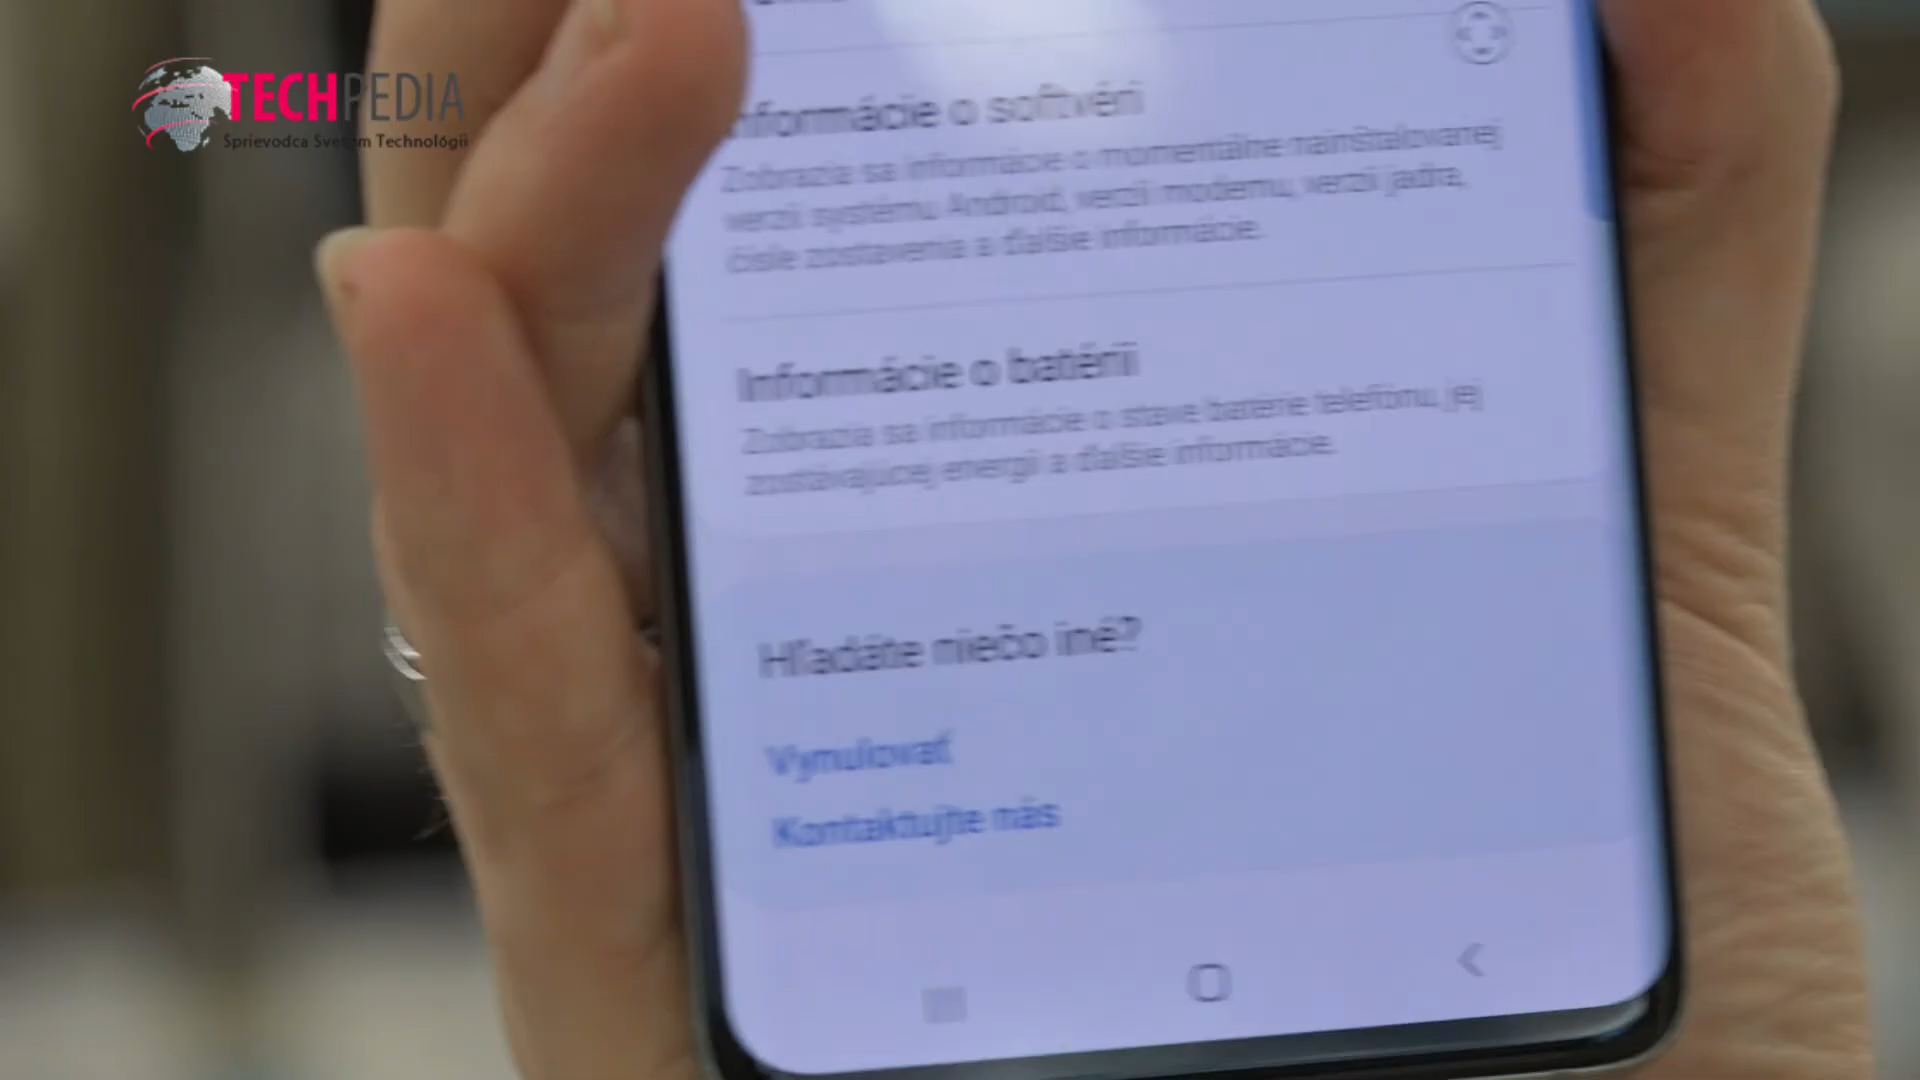 TECHPEDIA
Sprievodca Svetom Technológii
Informácie o softvéri
Zobrazia sa informácie o momentálne nainštalovanej
verzii systému Android, verzii modemu, verzii jadra,
čísle zostavenia a ďalšie informácie.
Informácie o batérii
Zobrazia sa informácie o stave batérie telefónu, jej
zostávajúcej energii a ďalšie informácie.
Hľadáte niečo iné?
Vynulovať
Kontaktujte nás